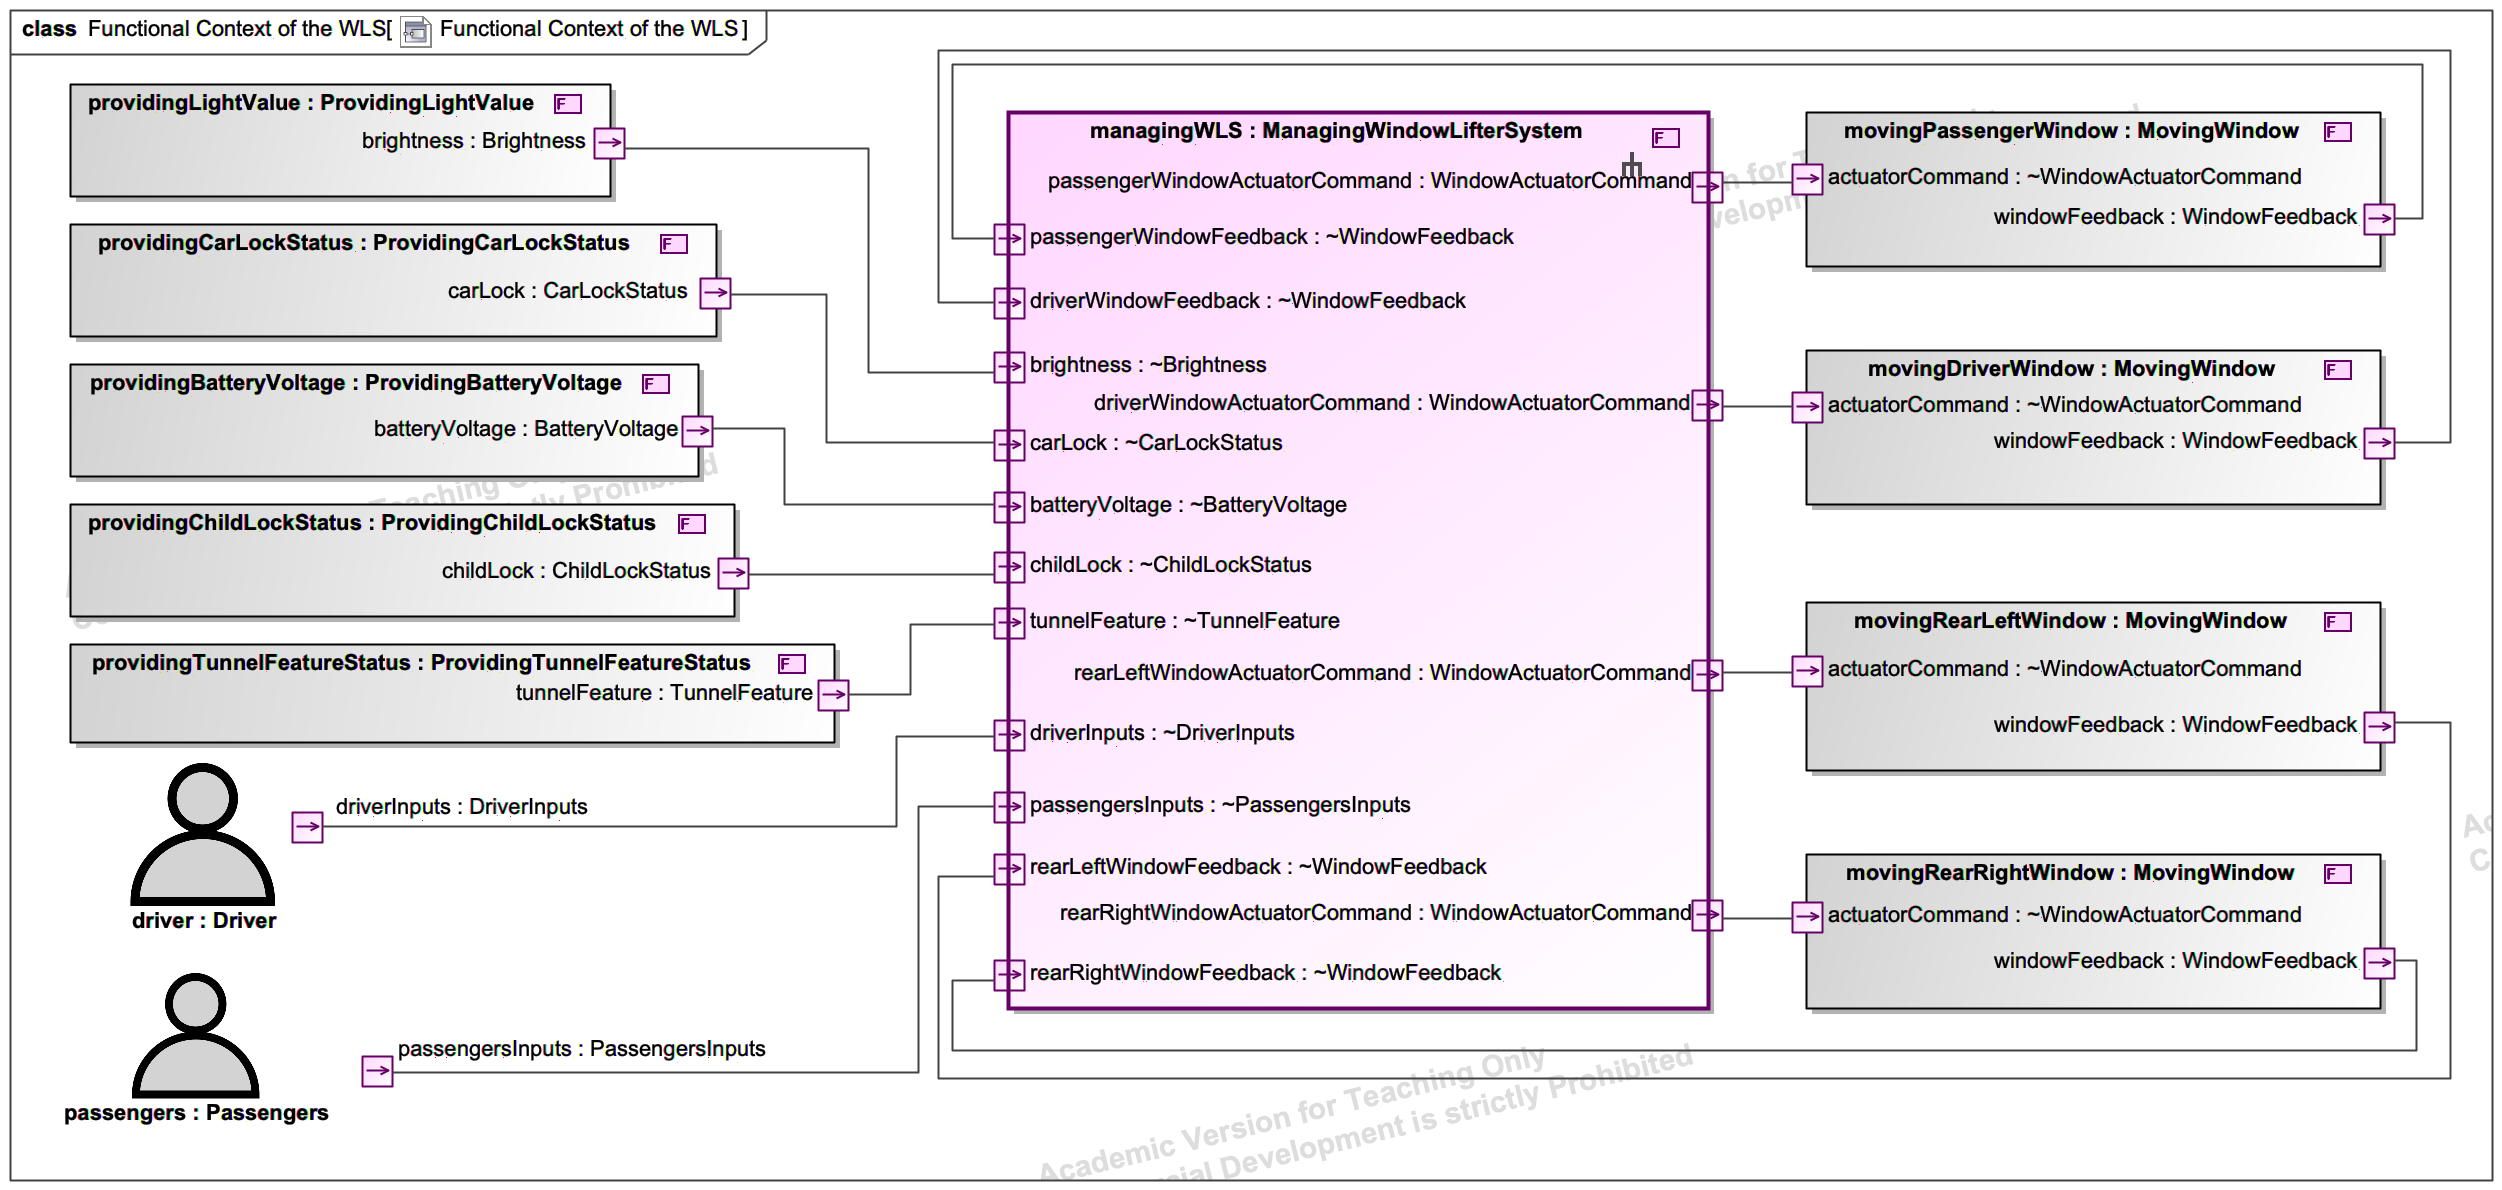 class Functional Context of the WLS[ Functional Context of the WLS ]
providingLightValue : ProvidingLightValue F
brightness : Brightness
providingCarLockStatus : ProvidingCarLockStatus F
carLock : CarLockStatus
providingBatteryVoltage : ProvidingBatteryVoltage F
batteryVoltage : BatteryVoltage
providingChildLockStatus : ProvidingChildLockStatus F
childLock : ChildLockStatus
providingTunnelFeatureStatus : ProvidingTunnelFeatureStatus F
tunnelFeature : TunnelFeature
driverInputs : DriverInputs
driver : Driver
passengersInputs : PassengersInputs
passengers : Passengers
managingWLS : ManagingWindowLifterSystem F
passengerWindowActuatorCommand : WindowActuatorCommand
passengerWindowFeedback : ~WindowFeedback
driverWindowFeedback : ~WindowFeedback
brightness : ~Brightness
driverWindowActuatorCommand : WindowActuatorCommand
carLock : ~CarLockStatus
batteryVoltage : ~BatteryVoltage
childLock : ~ChildLockStatus
tunnelFeature : ~TunnelFeature
rearLeftWindowActuatorCommand : WindowActuatorCommand
driverInputs : ~DriverInputs
passengersInputs : ~PassengersInputs
rearLeftWindowFeedback : ~WindowFeedback
rearRightWindowActuatorCommand : WindowActuatorCommand
rearRightWindowFeedback : ~WindowFeedback
movingPassengerWindow : MovingWindow F
actuatorCommand : ~WindowActuatorCommand
windowFeedback : WindowFeedback
movingDriverWindow : MovingWindow F
actuatorCommand : ~WindowActuatorCommand
windowFeedback : WindowFeedback
movingRearLeftWindow : MovingWindow F
actuatorCommand : ~WindowActuatorCommand
windowFeedback : WindowFeedback
movingRearRightWindow : MovingWindow F
actuatorCommand : ~WindowActuatorCommand
windowFeedback : WindowFeedback
Academic Version for Teaching Only
Development is strictly Prohibited